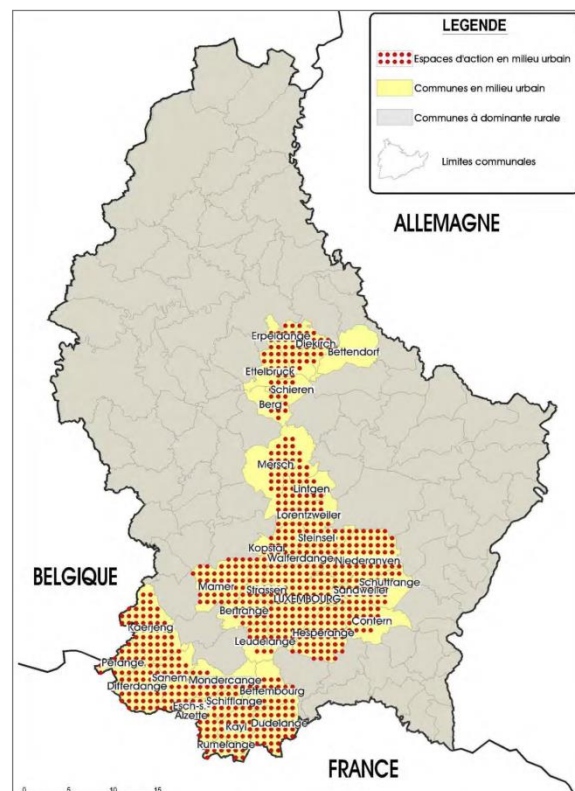 LEGENDE
Espaces d'action en milieu urbain
Communes en milieu urbain
Communes à dominante rurale
Limites communales
ALLEMAGNE
Erpeldange
Diekirch
Bettendorf
Ettelbruck
Schieren
Berg
Mersch
Lintgen
Lorentzweiler
Steinsel
Kopstal
Walferdange
Niederanven
BELGIQUE
Mamer
Strassen
Schuttrange
Sandweiler
LUXEMBOURG
Bertrange
Contern
Kaerjeng
Hesperange
Leudelange
Pétange
Sanem
Mondercange
Differdange
Bettembourg
Schifflange
Esch-s.
Alzette
Kayl
Dudelange
Rumelange
FRANCE
0 5 10 15